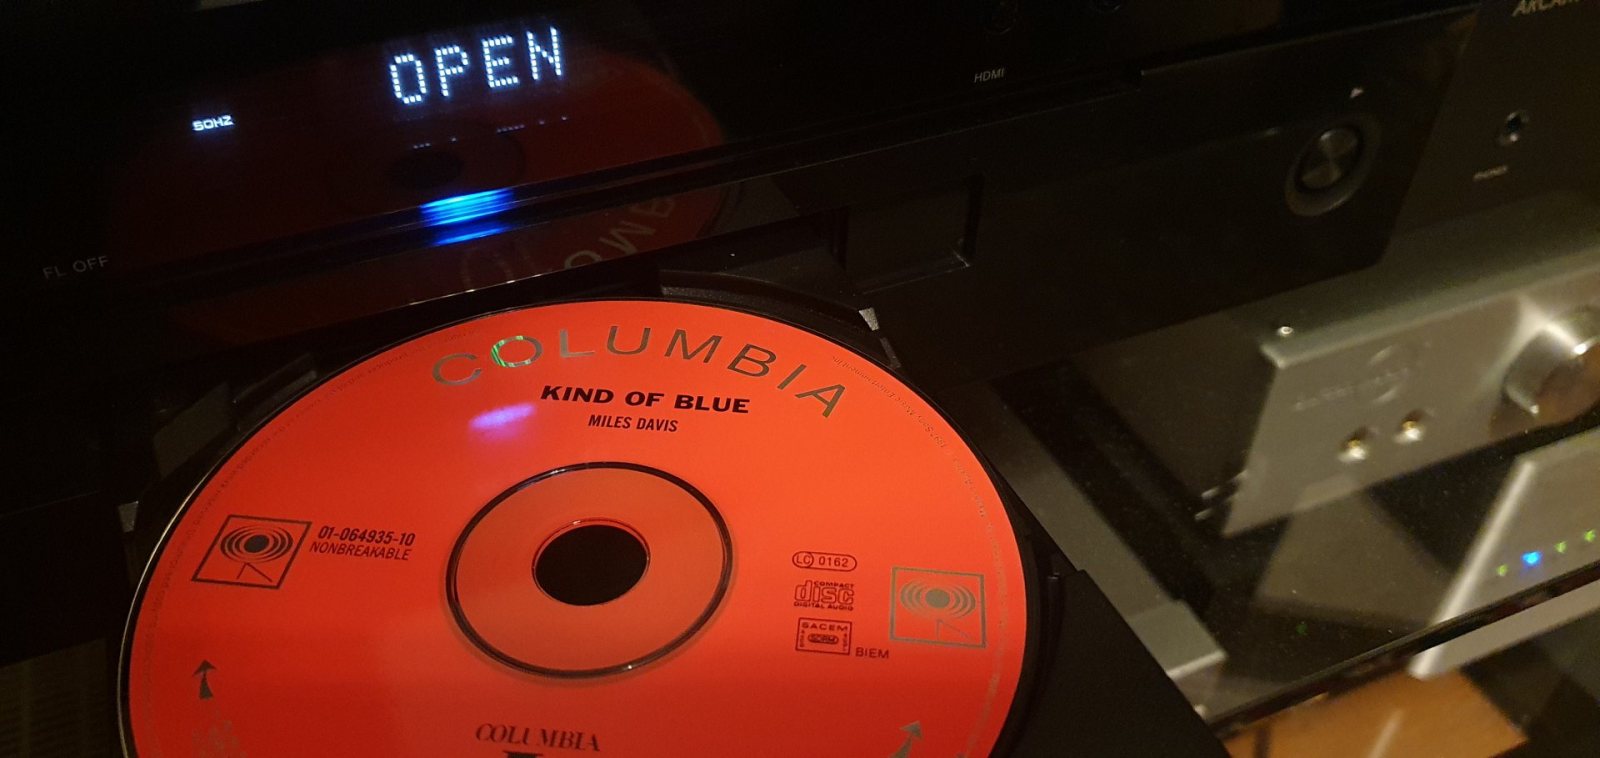 OPEN
50HZ
HDMI
FL OFF
COLUMBIA
KIND OF BLUE
MILES DAVIS
01-064935-10
NONBREAKABLE
LC 0162
COMPACT
disc
DIGITAL AUDIO
SACEM
BIEM
COLUMBIA